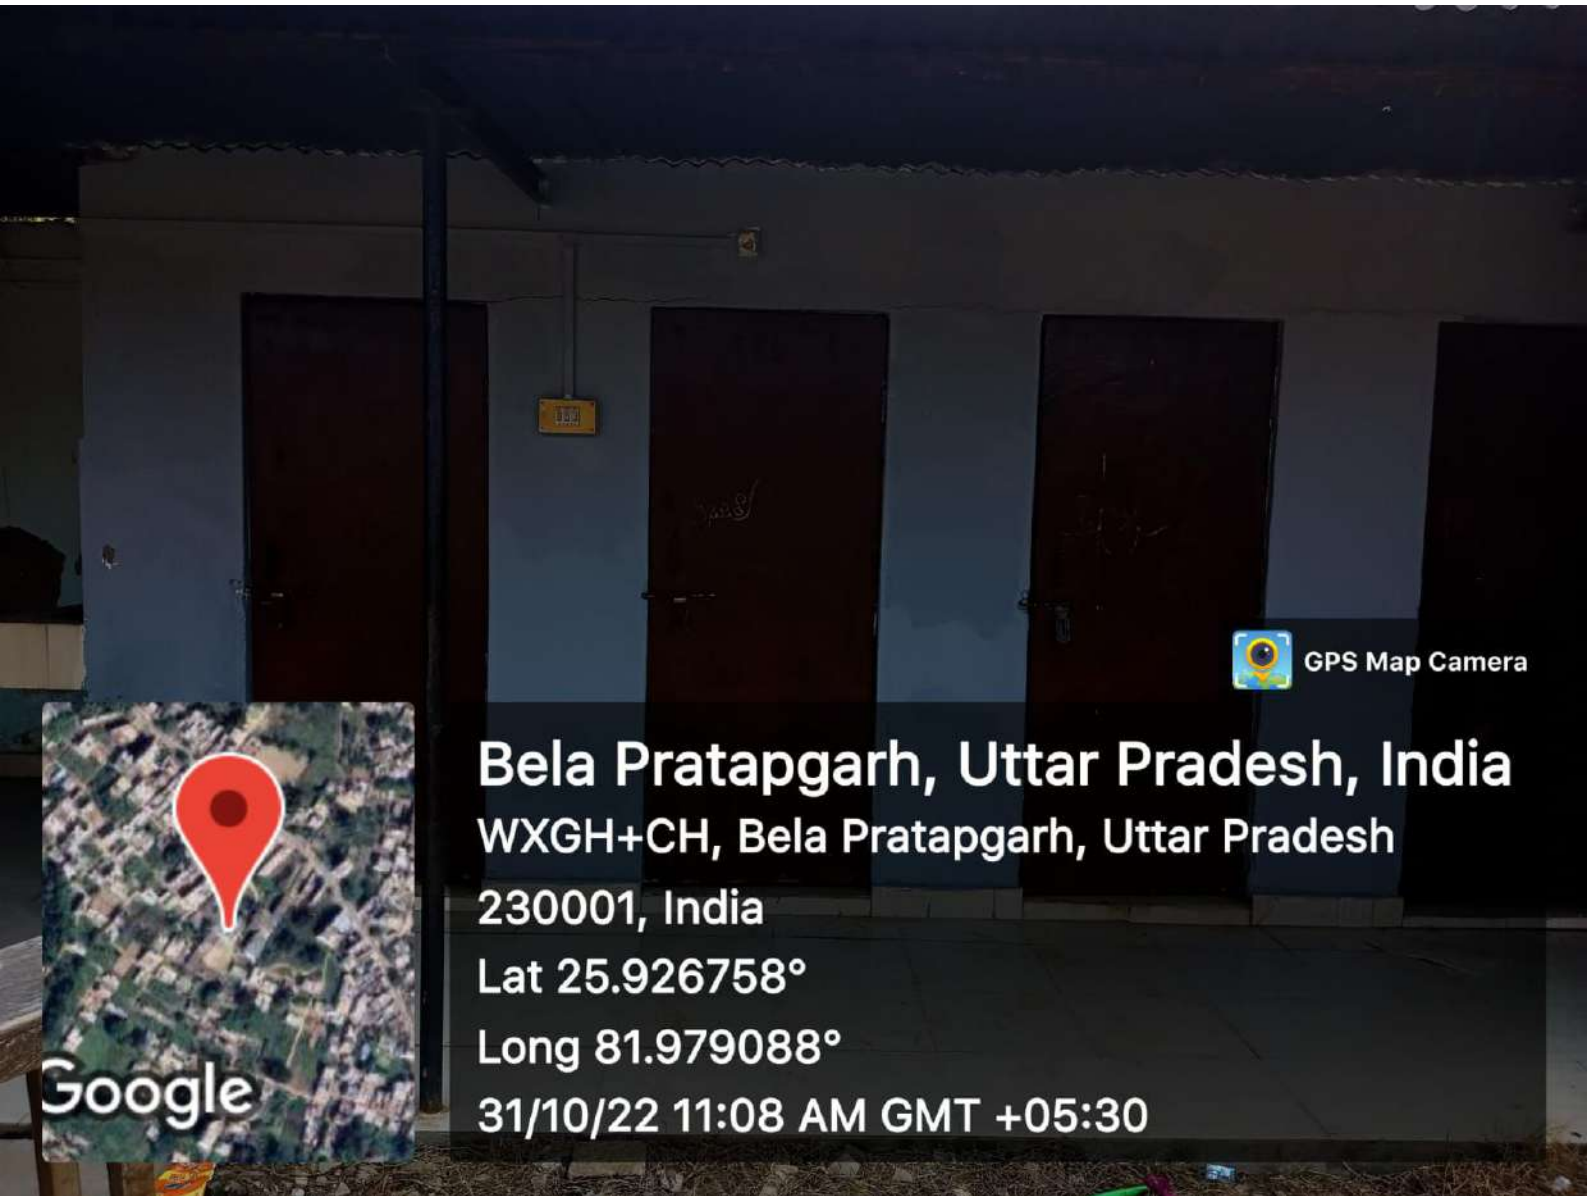 GPS Map Camera
Bela Pratapgarh, Uttar Pradesh, India
WXGH+CH, Bela Pratapgarh, Uttar Pradesh
230001, India
Lat 25.926758°
Long 81.979088°
31/10/22 11:08 AM GMT +05:30
Google